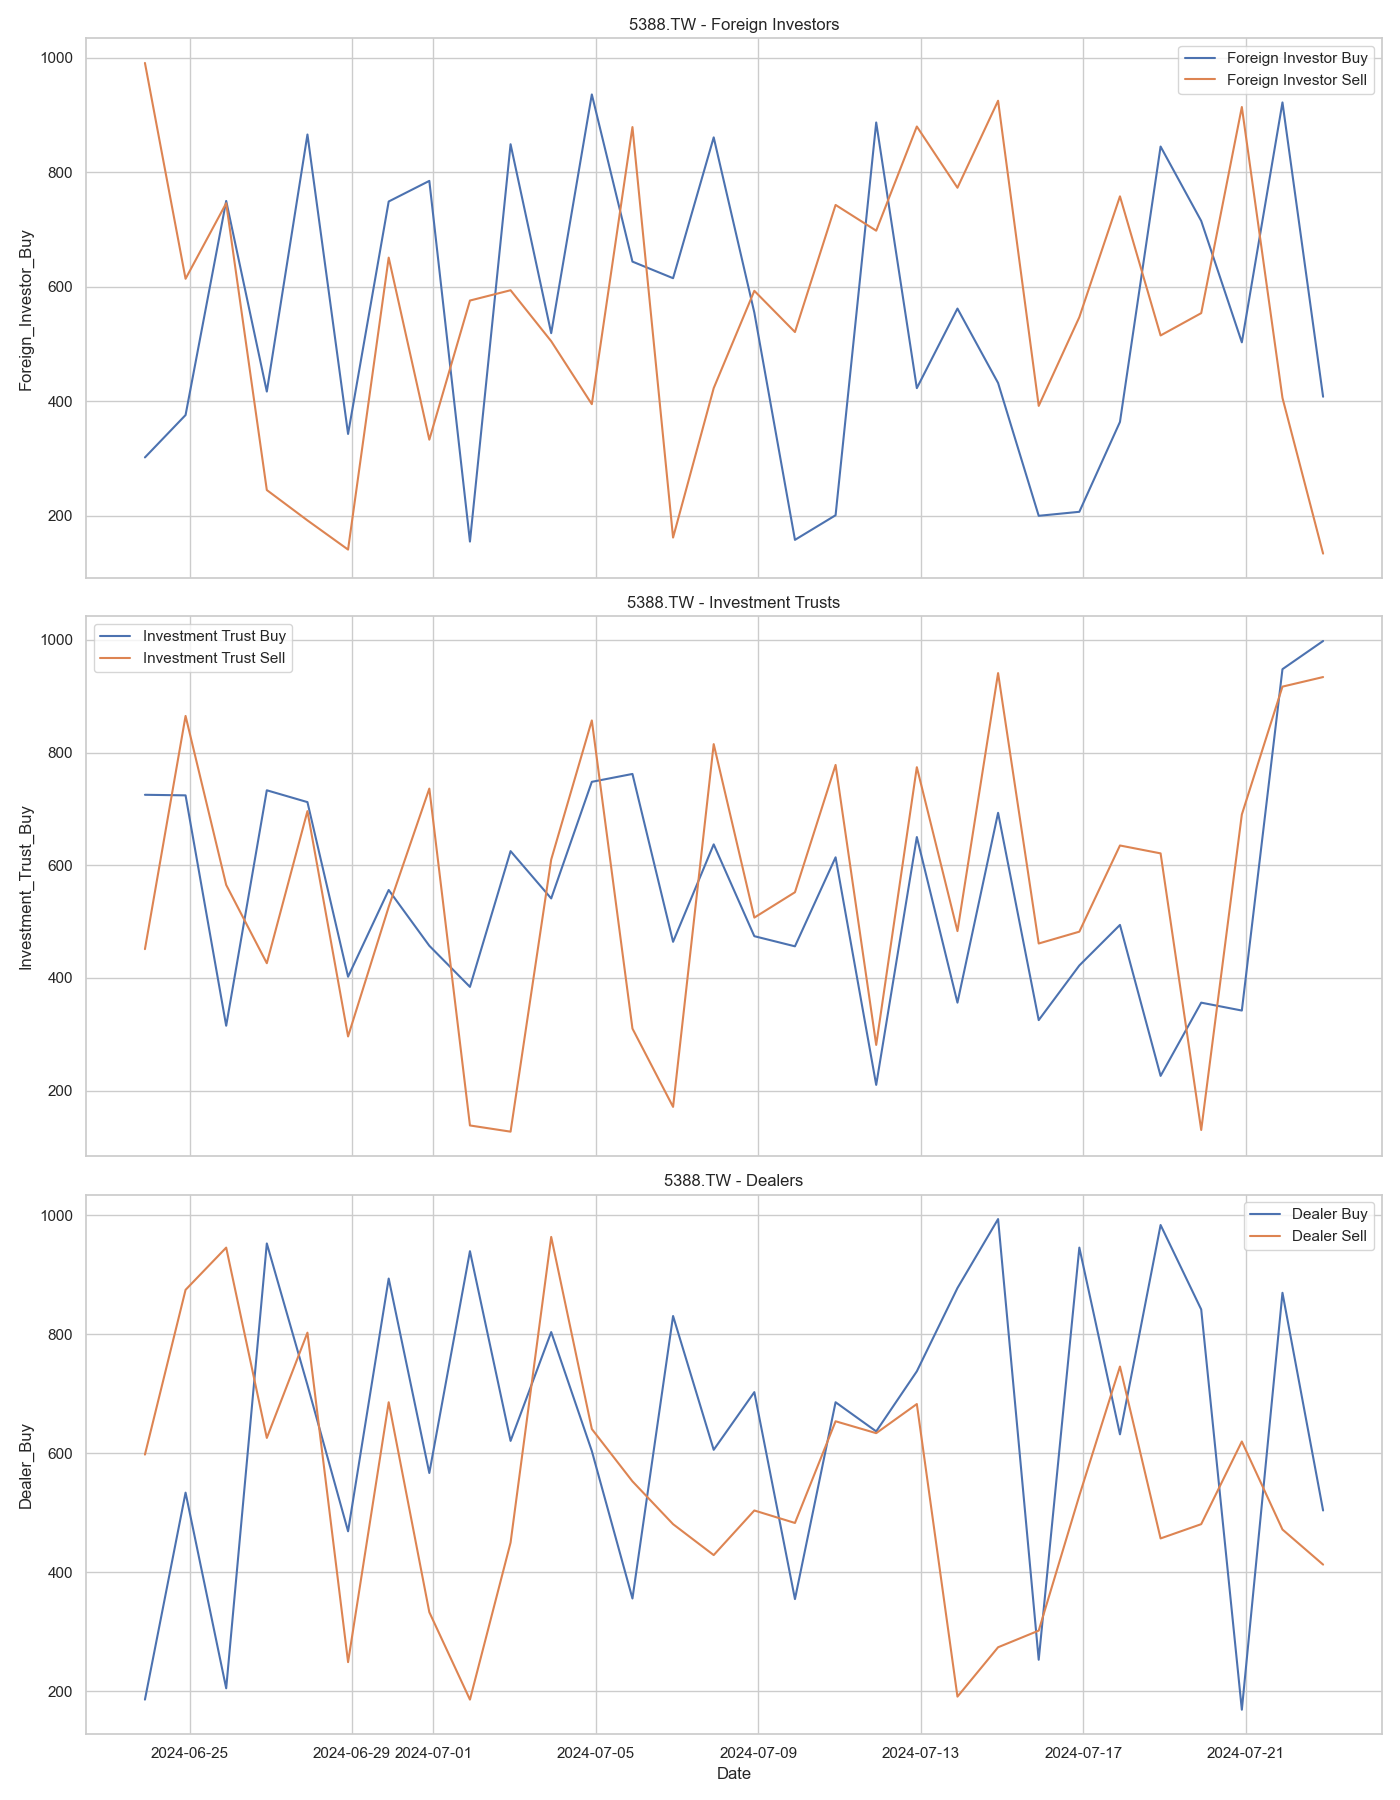 5388.TW - Foreign Investors
Foreign Investor Buy
Foreign Investor Sell
1000
800
600
400
200
Foreign_Investor_Buy
5388.TW - Investment Trusts
Investment Trust Buy
Investment Trust Sell
1000
800
600
400
200
Investment_Trust_Buy
5388.TW - Dealers
Dealer Buy
Dealer Sell
1000
800
600
400
200
Dealer_Buy
2024-06-25 2024-06-29 2024-07-01 2024-07-05 2024-07-09 2024-07-13 2024-07-17 2024-07-21
Date